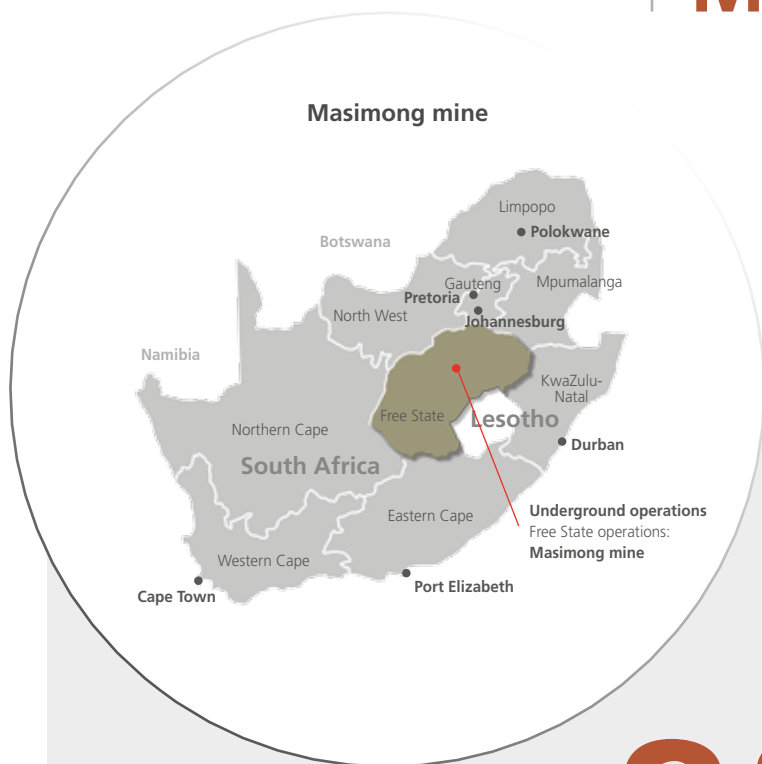 M
Masimong mine
Limpopo
Polokwane
Botswana
Gauteng
Mpumalanga
Pretoria
North West
Johannesburg
Namibia
KwaZulu-
Natal
Free State
Lesotho
Northern Cape
Durban
South Africa
Underground operations
Free State operations:
Masimong mine
Eastern Cape
Western Cape
Port Elizabeth
Cape Town